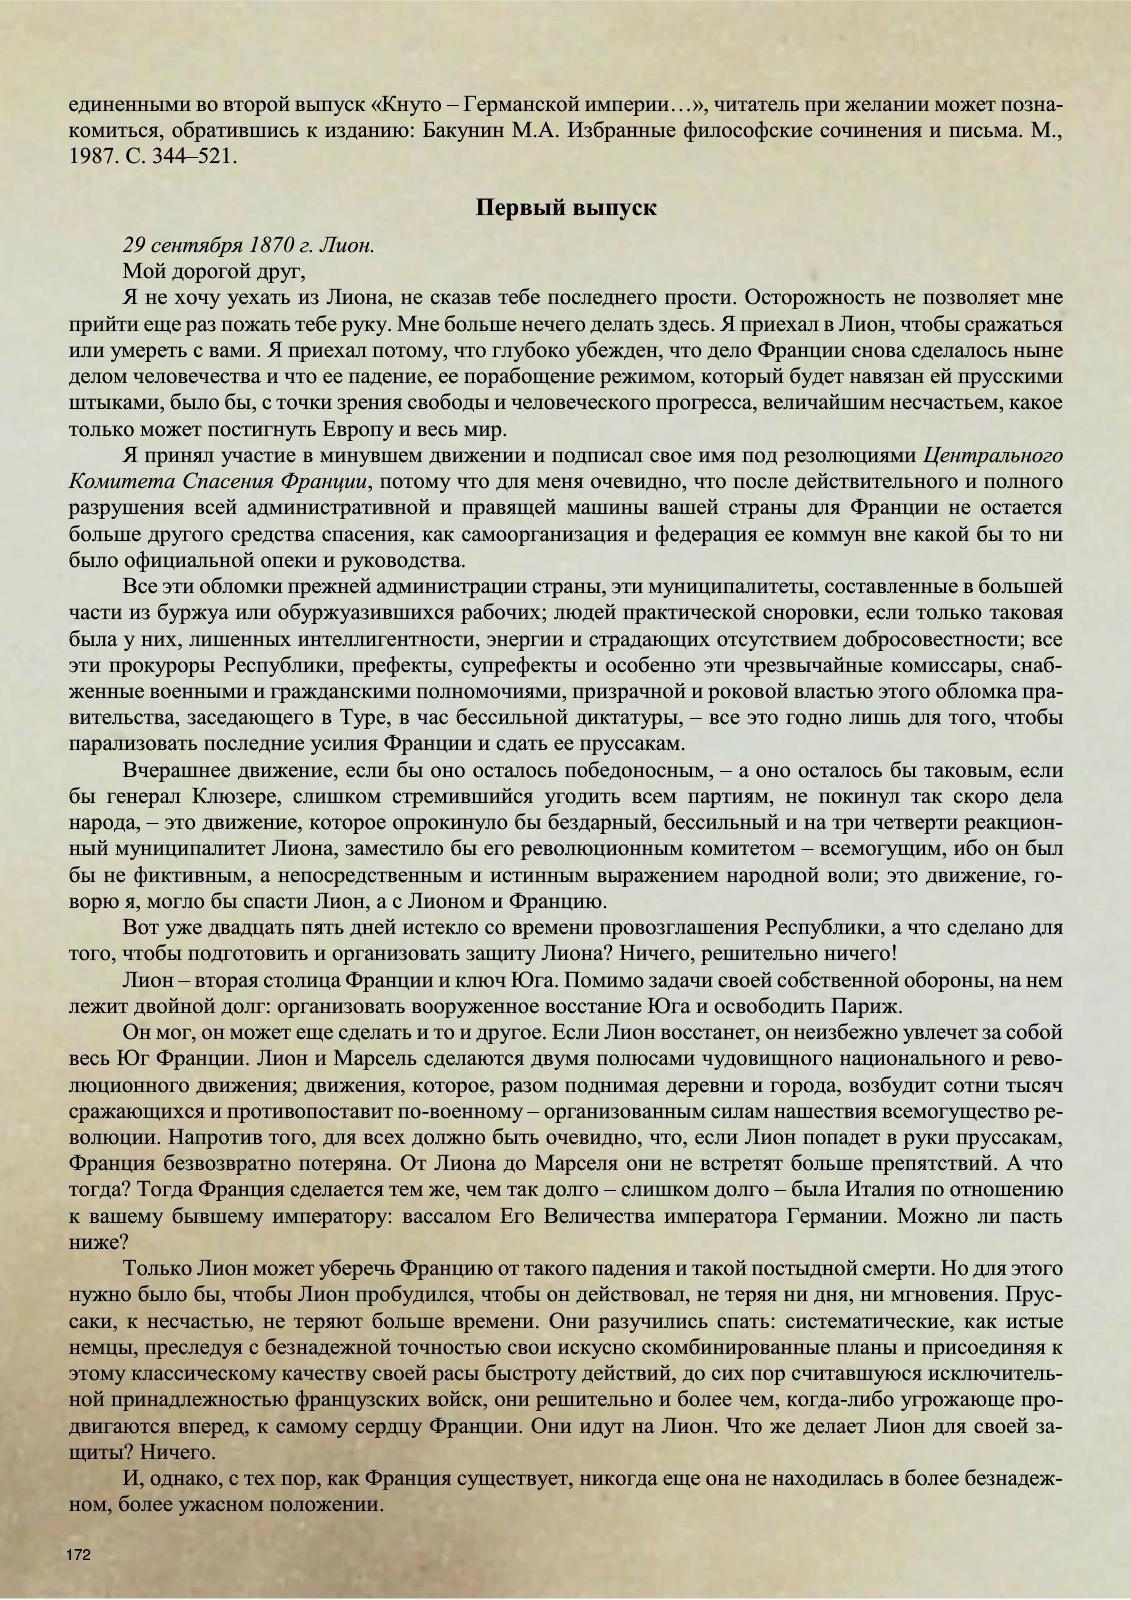 единенными во второй выпуск «Кнуто – Германской империи…», читатель при желании может позна-
комиться, обратившись к изданию: Бакунин М.А. Избранные философские сочинения и письма. М.,
1987. С. 344–521.
Первый выпуск
29 сентября 1870 г. Лион.
Мой дорогой друг,
Я не хочу уехать из Лиона, не сказав тебе последнего прости. Осторожность не позволяет мне
прийти еще раз пожать тебе руку. Мне больше нечего делать здесь. Я приехал в Лион, чтобы сражаться
или умереть с вами. Я приехал потому, что глубоко убежден, что дело Франции снова сделалось ныне
делом человечества и что ее падение, ее порабощение режимом, который будет навязан ей прусскими
штыками, было бы, с точки зрения свободы и человеческого прогресса, величайшим несчастьем, какое
только может постигнуть Европу и весь мир.
Я принял участие в минувшем движении и подписал свое имя под резолюциями Центрального
Комитета Спасения Франции, потому что для меня очевидно, что после действительного и полного
разрушения всей административной и правящей машины вашей страны для Франции не остается
больше другого средства спасения, как самоорганизация и федерация ее коммун вне какой бы то ни
было официальной опеки и руководства.
Все эти обломки прежней администрации страны, эти муниципалитеты, составленные в большей
части из буржуа или обуржуазившихся рабочих; людей практической сноровки, если только таковая
была у них, лишенных интеллигентности, энергии и страдающих отсутствием добросовестности; все
эти прокуроры Республики, префекты, супрефекты и особенно эти чрезвычайные комиссары, снаб-
женные военными и гражданскими полномочиями, призрачной и роковой властью этого обломка пра-
вительства, заседающего в Туре, в час бессильной диктатуры, – все это годно лишь для того, чтобы
парализовать последние усилия Франции и сдать ее пруссакам.
Вчерашнее движение, если бы оно осталось победоносным, – а оно осталось бы таковым, если
бы генерал Клюзере, слишком стремившийся угодить всем партиям, не покинул так скоро дела
народа, – это движение, которое опрокинуло бы бездарный, бессильный и на три четверти реакцион-
ный муниципалитет Лиона, заместило бы его революционным комитетом – всемогущим, ибо он был
бы не фиктивным, а непосредственным и истинным выражением народной воли; это движение, го-
ворю я, могло бы спасти Лион, а с Лионом и Францию.
Вот уже двадцать пять дней истекло со времени провозглашения Республики, а что сделано для
того, чтобы подготовить и организовать защиту Лиона? Ничего, решительно ничего!
Лион – вторая столица Франции и ключ Юга. Помимо задачи своей собственной обороны, на нем
лежит двойной долг: организовать вооруженное восстание Юга и освободить Париж.
Он мог, он может еще сделать и то и другое. Если Лион восстанет, он неизбежно увлечет за собой
весь Юг Франции. Лион и Марсель сделаются двумя полюсами чудовищного национального и рево-
люционного движения; движения, которое, разом поднимая деревни и города, возбудит сотни тысяч
сражающихся и противопоставит по-военному – организованным силам нашествия всемогущество ре-
волюции. Напротив того, для всех должно быть очевидно, что, если Лион попадет в руки пруссакам,
Франция безвозвратно потеряна. От Лиона до Марселя они не встретят больше препятствий. А что
тогда? Тогда Франция сделается тем же, чем так долго – слишком долго – была Италия по отношению
к вашему бывшему императору: вассалом Его Величества императора Германии. Можно ли пасть
ниже?
Только Лион может уберечь Францию от такого падения и такой постыдной смерти. Но для этого
нужно было бы, чтобы Лион пробудился, чтобы он действовал, не теряя ни дня, ни мгновения. Прус-
саки, к несчастью, не теряют больше времени. Они разучились спать: систематические, как истые
немцы, преследуя с безнадежной точностью свои искусно скомбинированные планы и присоединяя к
этому классическому качеству своей расы быстроту действий, до сих пор считавшуюся исключитель-
ной принадлежностью французских войск, они решительно и более чем, когда-либо угрожающе про-
двигаются вперед, к самому сердцу Франции. Они идут на Лион. Что же делает Лион для своей за-
щиты? Ничего.
И, однако, с тех пор, как Франция существует, никогда еще она не находилась в более безнадеж-
ном, более ужасном положении.
172